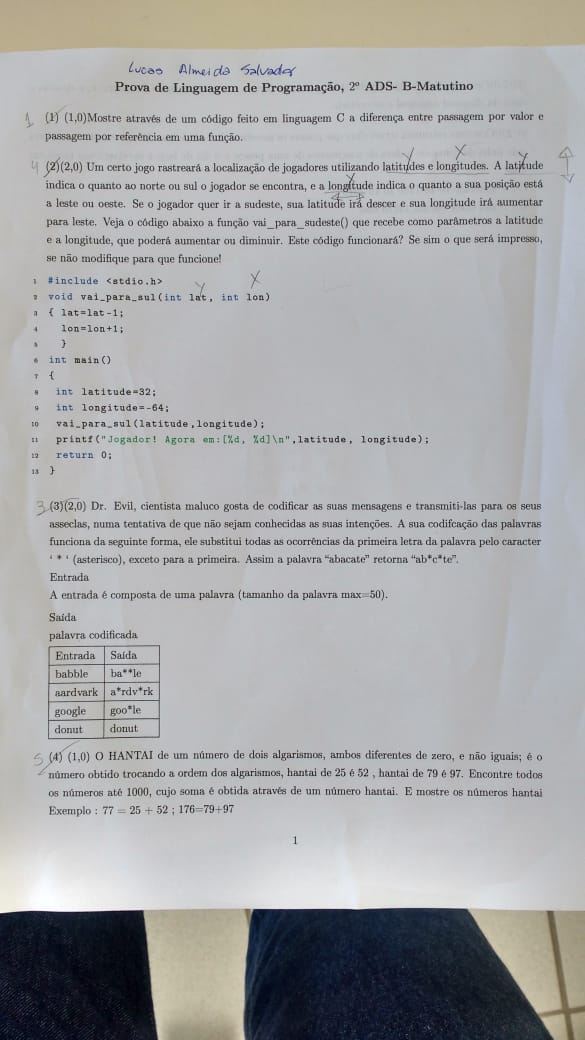 Lucas Almeida Salvador
Prova de Linguagem de Programação, 2º ADS- B-Matutino
1 (1) (1,0)Mostre através de um código feito em linguagem C a diferença entre passagem por valor e
passagem por referência em uma função.
Y X
4 (2)(2,0) Um certo jogo rastreará a localização de jogadores utilizando latitudes e longitudes. A latitude
indica o quanto ao norte ou sul o jogador se encontra, e a longitude indica o quanto a sua posição está
a leste ou oeste. Se o jogador quer ir a sudeste, sua latitude irá descer e sua longitude irá aumentar
para leste. Veja o código abaixo a função vai_para_sudeste() que recebe como parâmetros a latitude
e a longitude, que poderá aumentar ou diminuir. Este código funcionará? Se sim o que será impresso,
se não modifique para que funcione!
1 #include <stdio.h>
Y X
2 void vai_para_sul(int lat, int lon)
3 { lat=lat-1;
4 lon=lon+1;
5 }
6 int main()
7 {
8 int latitude=32;
9 int longitude=-64;
10 vai_para_sul(latitude,longitude);
11 printf("Jogador! Agora em:[%d, %d]\n",latitude, longitude);
12 return 0;
13 }
3 (3)(2,0) Dr. Evil, cientista maluco gosta de codificar as suas mensagens e transmiti-las para os seus
asseclas, numa tentativa de que não sejam conhecidas as suas intenções. A sua codifcação das palavras
funciona da seguinte forma, ele substitui todas as ocorrências da primeira letra da palavra pelo caracter
‘ * ‘ (asterisco), exceto para a primeira. Assim a palavra “abacate” retorna “ab*c*te”.
Entrada
A entrada é composta de uma palavra (tamanho da palavra max=50).
Saída
palavra codificada
Entrada Saída
babble ba**le
aardvark a*rdv*rk
google goo*le
donut donut
5 (4) (1,0) O HANTAI de um número de dois algarismos, ambos diferentes de zero, e não iguais; é o
número obtido trocando a ordem dos algarismos, hantai de 25 é 52 , hantai de 79 é 97. Encontre todos
os números até 1000, cujo soma é obtida através de um número hantai. E mostre os números hantai
Exemplo : 77 = 25 + 52 ; 176=79+97
1